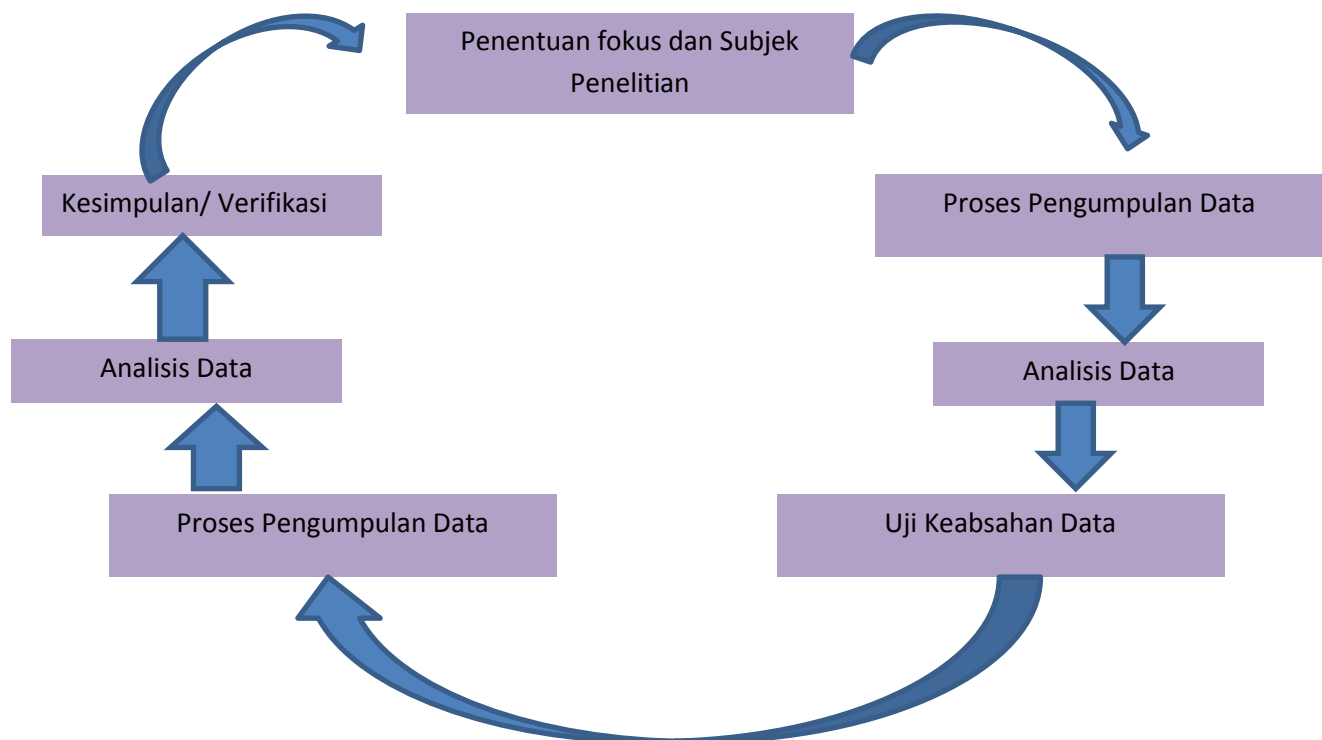 Penentuan fokus dan Subjek
Penelitian
Proses Pengumpulan Data
Analisis Data
Uji Keabsahan Data
Proses Pengumpulan Data
Analisis Data
Kesimpulan/ Verifikasi